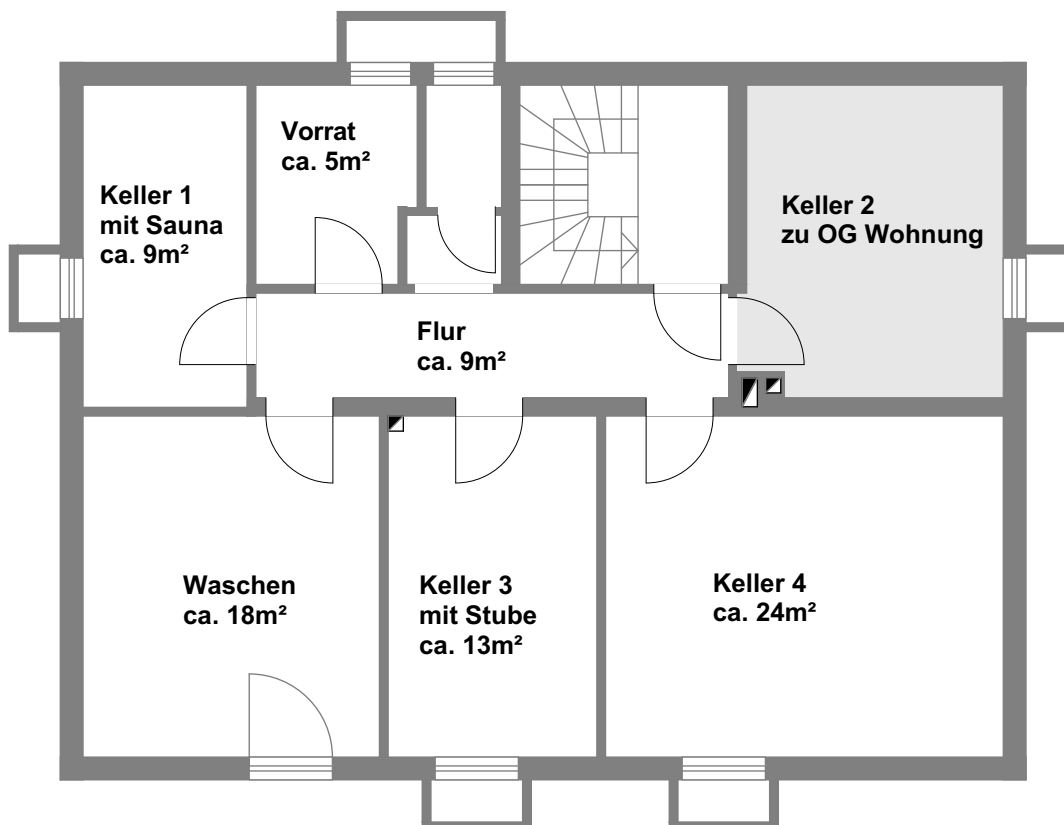 Vorrat
ca. 5m²
Keller 1
mit Sauna
ca. 9m²
Keller 2
zu OG Wohnung
Flur
ca. 9m²
Waschen
ca. 18m²
Keller 3
mit Stube
ca. 13m²
Keller 4
ca. 24m²